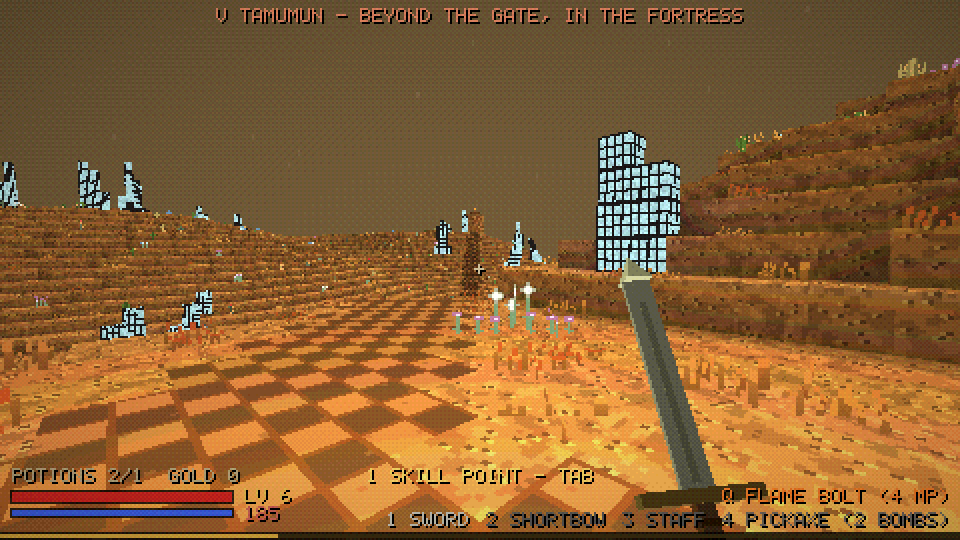 V TAMUMUN - BEYOND THE GATE, IN THE FORTRESS
POTIONS 2/1 GOLD 0
1 SKILL POINT - TAB
LV 6
185
Q FLAME BOLT (4 MP)
1 SWORD 2 SHORTBOW 3 STAFF 4 PICKAXE (2 BOMBS)